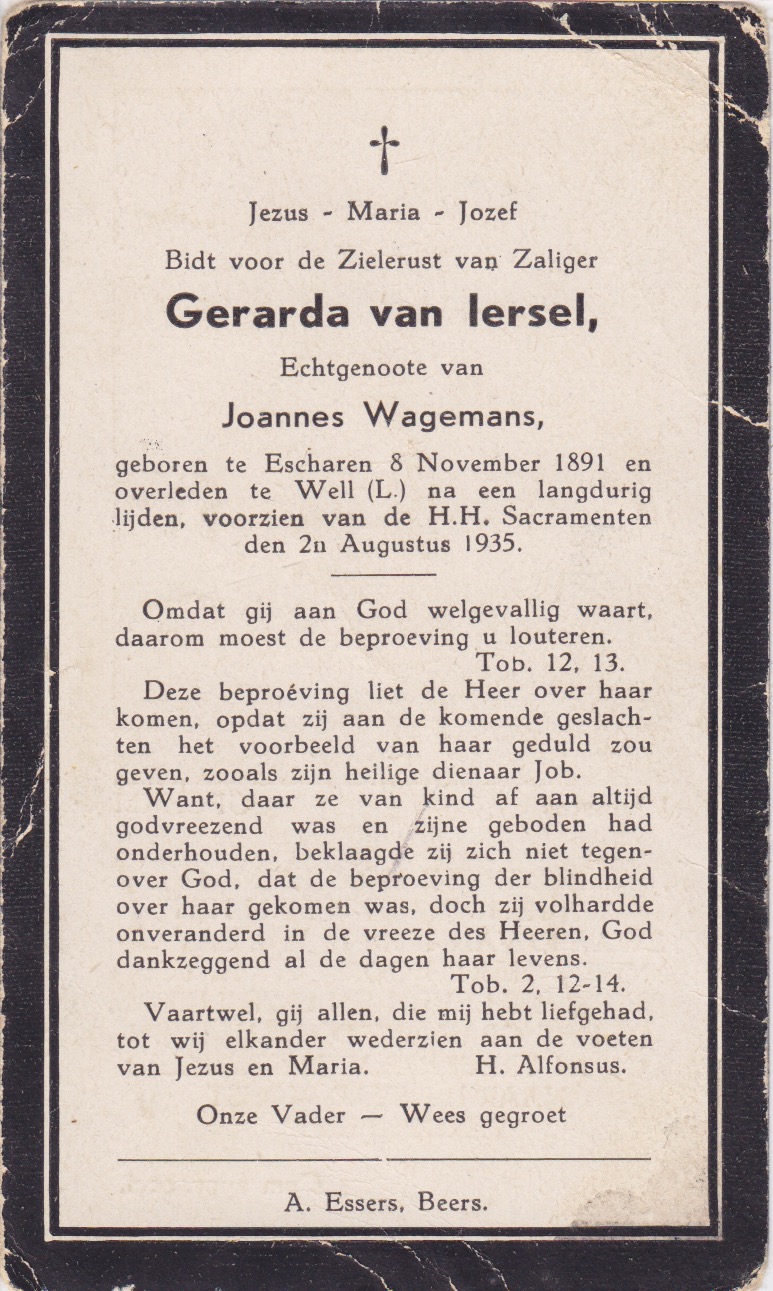 Jezus - Maria - Jozef
Bidt voor de Zielerust van Zaliger
Gerarda van Iersel,
Echtgenoote van
Joannes Wagemans,
geboren te Escharen 8 November 1891 en
overleden te Well (L.) na een langdurig
lijden, voorzien van de H.H. Sacramenten
den 2n Augustus 1935.
Omdat gij aan God welgevallig waart,
daarom moest de beproeving u louteren.
Tob. 12, 13.
Deze beproéving liet de Heer over haar
komen, opdat zij aan de komende geslach-
ten het voorbeeld van haar geduld zou
geven, zooals zijn heilige dienaar Job.
Want, daar ze van kind af aan altijd
godvreezend was en zijne geboden had
onderhouden, beklaagde zij zich niet tegen-
over God, dat de beproeving der blindheid
over haar gekomen was, doch zij volhardde
onveranderd in de vreeze des Heeren, God
dankzeggend al de dagen haar levens.
Tob. 2, 12-14.
Vaartwel, gij allen, die mij hebt liefgehad,
tot wij elkander wederzien aan de voeten
van Jezus en Maria. H. Alfonsus.
Onze Vader — Wees gegroet
A. Essers, Beers.